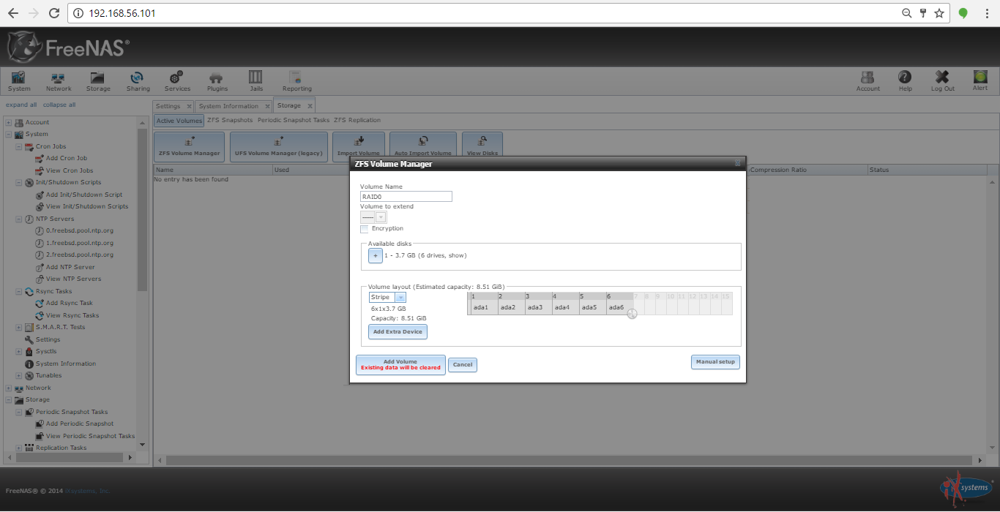 192.168.56.101
FreeNAS®
System Network Storage Sharing Services Plugins Jails Reporting Account Help Log Out Alert
expand all collapse all
Settings System Information Storage
Active Volumes ZFS Snapshots Periodic Snapshot Tasks ZFS Replication
ZFS Volume Manager UFS Volume Manager (legacy) Import Volume Auto Import Volume View Disks
Name Used Compression Ratio Status
No entry has been found
Account
System
Cron Jobs
Add Cron Job
View Cron Jobs
Init/Shutdown Scripts
Add Init/Shutdown Script
View Init/Shutdown Scripts
NTP Servers
0.freebsd.pool.ntp.org
1.freebsd.pool.ntp.org
2.freebsd.pool.ntp.org
Add NTP Server
View NTP Servers
Rsync Tasks
Add Rsync Task
View Rsync Tasks
S.M.A.R.T. Tests
Settings
Sysctls
System Information
Tunables
Network
Storage
Periodic Snapshot Tasks
Add Periodic Snapshot
View Periodic Snapshot Tasks
Replication Tasks
ZFS Volume Manager
Volume Name
RAID0
Volume to extend
-----
Encryption
Available disks
+ 1 - 3.7 GB (6 drives, show)
Volume layout (Estimated capacity: 8.51 GiB)
Stripe
6x1x3.7 GB
Capacity: 8.51 GiB
Add Extra Device
1 2 3 4 5 6 7 8 9 10 11 12 13 14 15
ada1 ada2 ada3 ada4 ada5 ada6
Add Volume
Existing data will be cleared
Cancel
Manual setup
FreeNAS® © 2014 iXsystems, Inc.
iXsystems